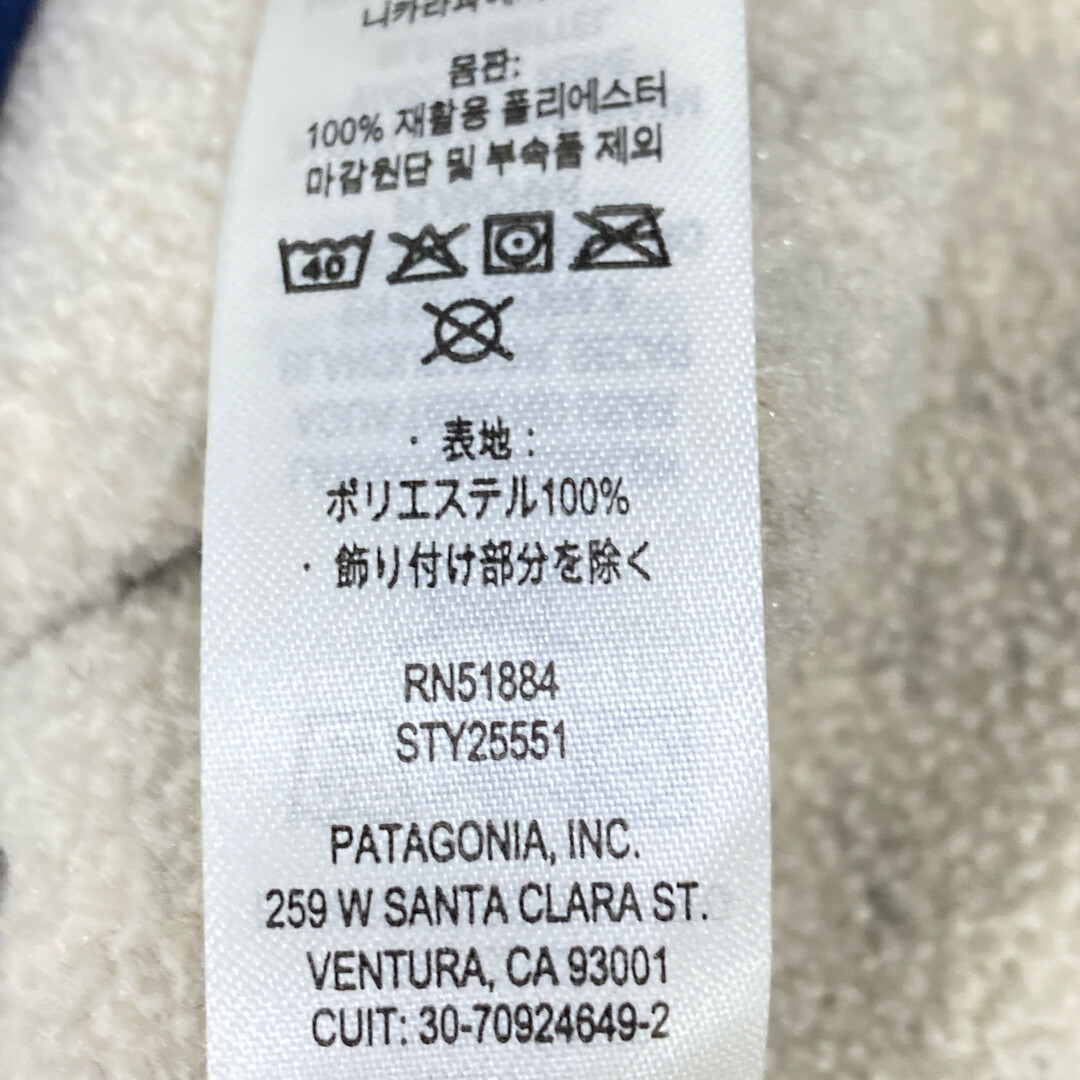 몸판:
100% 재활용 폴리에스터
마감원단 및 부속품 제외
40
・ 表地 :
ポリエステル100%
・ 飾り付け部分を除く
RN51884
STY25551
PATAGONIA, INC.
259 W SANTA CLARA ST.
VENTURA, CA 93001
CUIT: 30-70924649-2